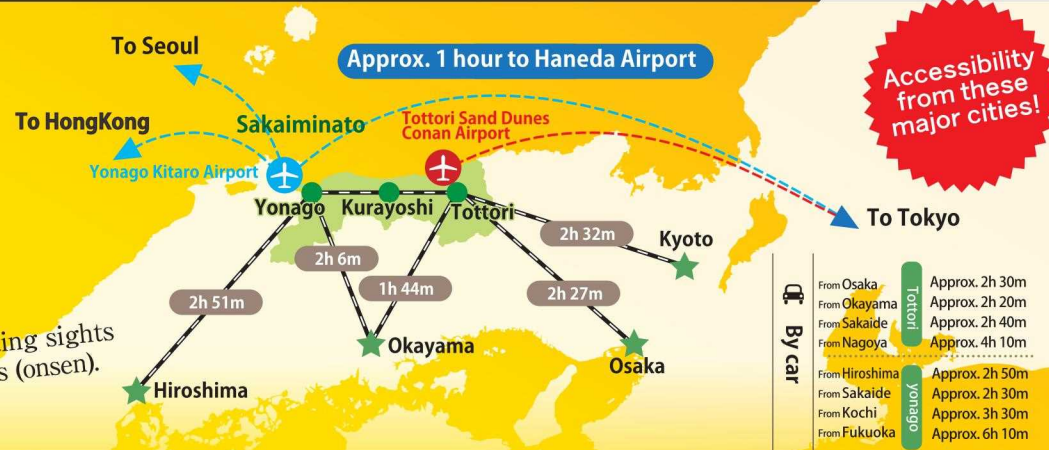 To Seoul
Approx. 1 hour to Haneda Airport
Accessibility
from these
major cities!
To HongKong
Sakaiminato
Tottori Sand Dunes
Conan Airport
Yonago Kitaro Airport
Yonago
Kurayoshi
Tottori
To Tokyo
Kyoto
2h 32m
2h 6m
1h 44m
2h 27m
2h 51m
ing sights
s (onsen).
Okayama
Osaka
Hiroshima
By car
Tottori
From Osaka Approx. 2h 30m
From Okayama Approx. 2h 20m
From Sakaide Approx. 2h 40m
From Nagoya Approx. 4h 10m
yonago
From Hiroshima Approx. 2h 50m
From Sakaide Approx. 2h 30m
From Kochi Approx. 3h 30m
From Fukuoka Approx. 6h 10m